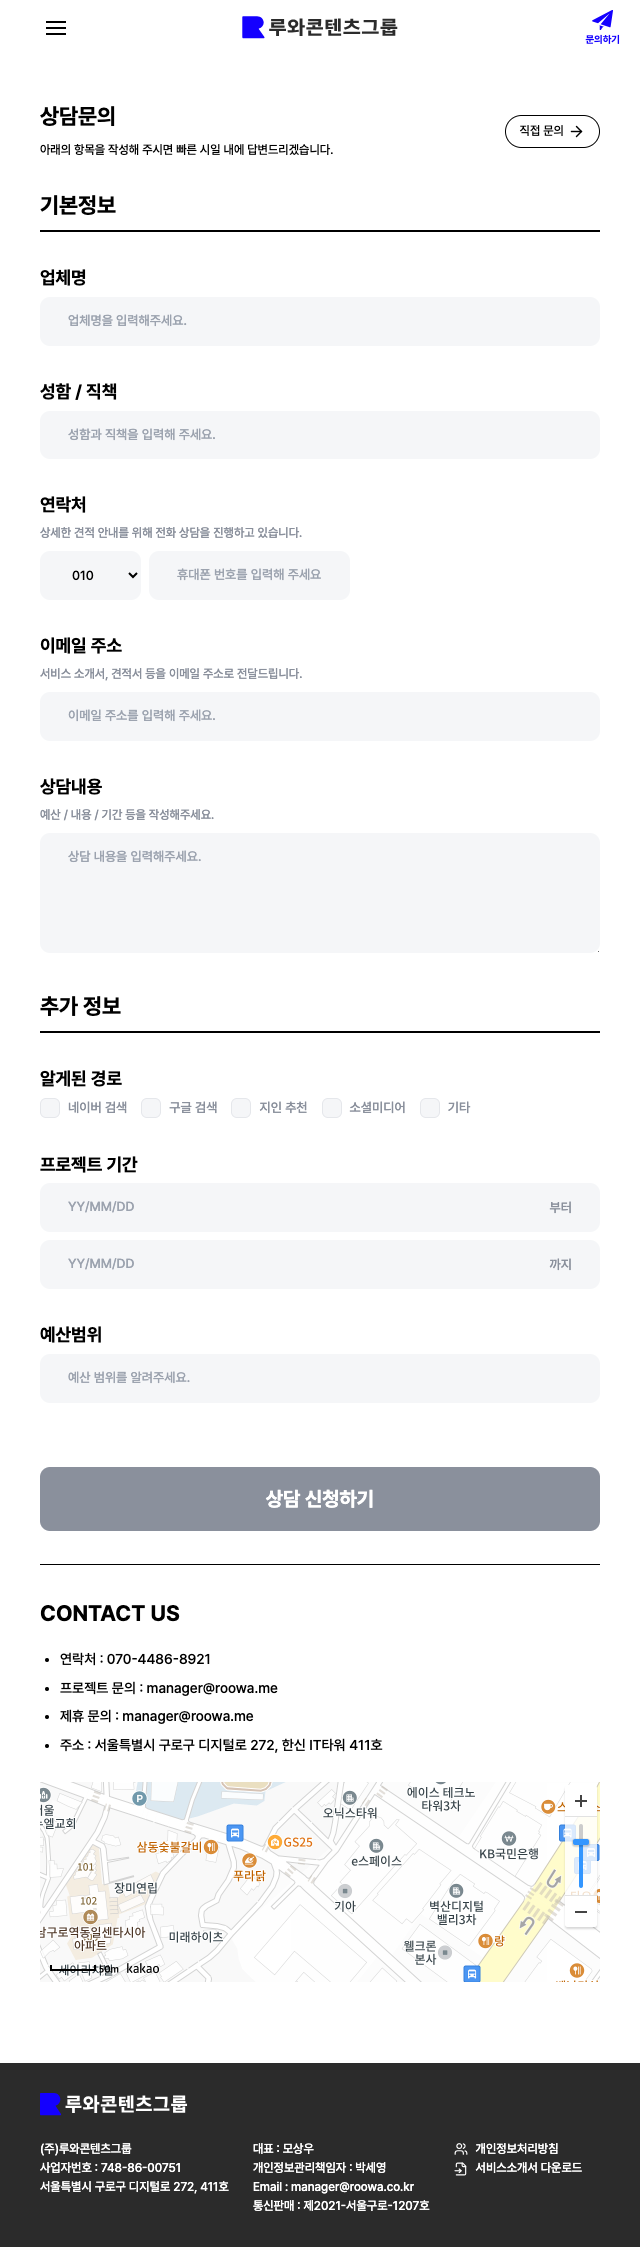 루와콘텐츠그룹
문의하기
상담문의
아래의 항목을 작성해 주시면 빠른 시일 내에 답변드리겠습니다.
직접 문의
기본정보
업체명
업체명을 입력해주세요.
성함 / 직책
성함과 직책을 입력해 주세요.
연락처
상세한 견적 안내를 위해 전화 상담을 진행하고 있습니다.
010
휴대폰 번호를 입력해 주세요
이메일 주소
서비스 소개서, 견적서 등을 이메일 주소로 전달드립니다.
이메일 주소를 입력해 주세요.
상담내용
예산 / 내용 / 기간 등을 작성해주세요.
상담 내용을 입력해주세요.
추가 정보
알게된 경로
네이버 검색 구글 검색 지인 추천 소셜미디어 기타
프로젝트 기간
YY/MM/DD 부터
YY/MM/DD 까지
예산범위
예산 범위를 알려주세요.
상담 신청하기
CONTACT US
연락처 : 070-4486-8921
프로젝트 문의 : manager@roowa.me
제휴 문의 : manager@roowa.me
주소 : 서울특별시 구로구 디지털로 272, 한신 IT타워 411호
P
에이스 테크노
타워3차
오닉스타워
삼동숯불갈비
GS25
푸라닭
e스페이스
KB국민은행
101
102
장미연립
기아
벽산디지털
밸리3차
남구로역동일센타시아
아파트
미래하이츠
웰크론
본사
50m
kakao
루와콘텐츠그룹
(주)루와콘텐츠그룹
사업자번호 : 748-86-00751
서울특별시 구로구 디지털로 272, 411호
대표 : 모상우
개인정보관리책임자 : 박세영
Email : manager@roowa.co.kr
통신판매 : 제2021-서울구로-1207호
개인정보처리방침
서비스소개서 다운로드